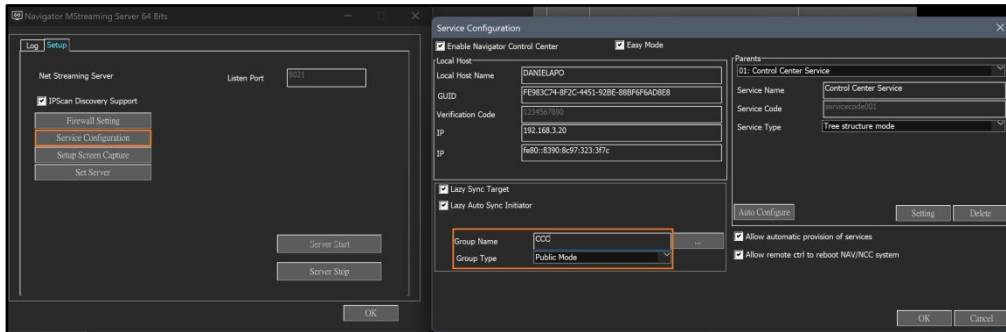 Navigator MStreaming Server 64 Bits
Log Setup
Net Streaming Server
Listen Port 8021
IPScan Discovery Support
Firewall Setting
Service Configuration
Setup Screen Capture
Set Server
Server Start
Server Stop
OK
Service Configuration
Enable Navigator Control Center
Easy Mode
Local Host
Local Host Name DANIELAPO
GUID FE983C74-8F2C-4451-92BE-88BF6F6AD8E8
Verification Code 1234567890
IP 192.168.3.20
IP fe80::8390:8c97:323:3f7c
Lazy Sync Target
Lazy Auto Sync Initiator
Group Name CCC ...
Group Type Public Mode
Parents
01: Control Center Service
Service Name Control Center Service
Service Code servicecode001
Service Type Tree structure mode
Auto Configure Setting Delete
Allow automatic provision of services
Allow remote ctrl to reboot NAV/NCC system
OK Cancel